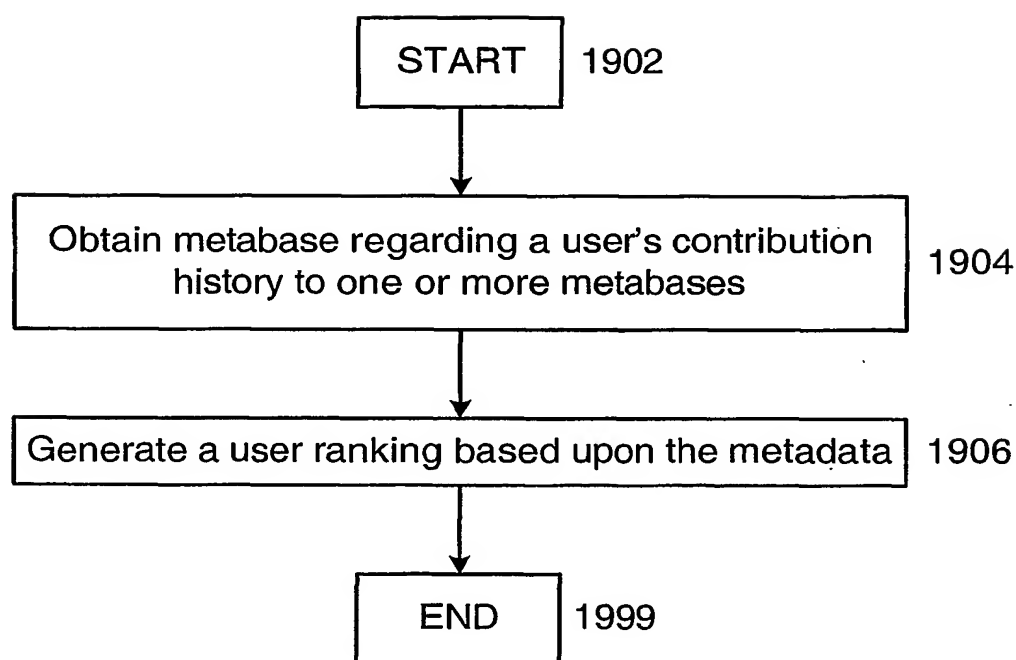 START 1902
Obtain metabase regarding a user's contribution
history to one or more metabases
1904
Generate a user ranking based upon the metadata 1906
END 1999